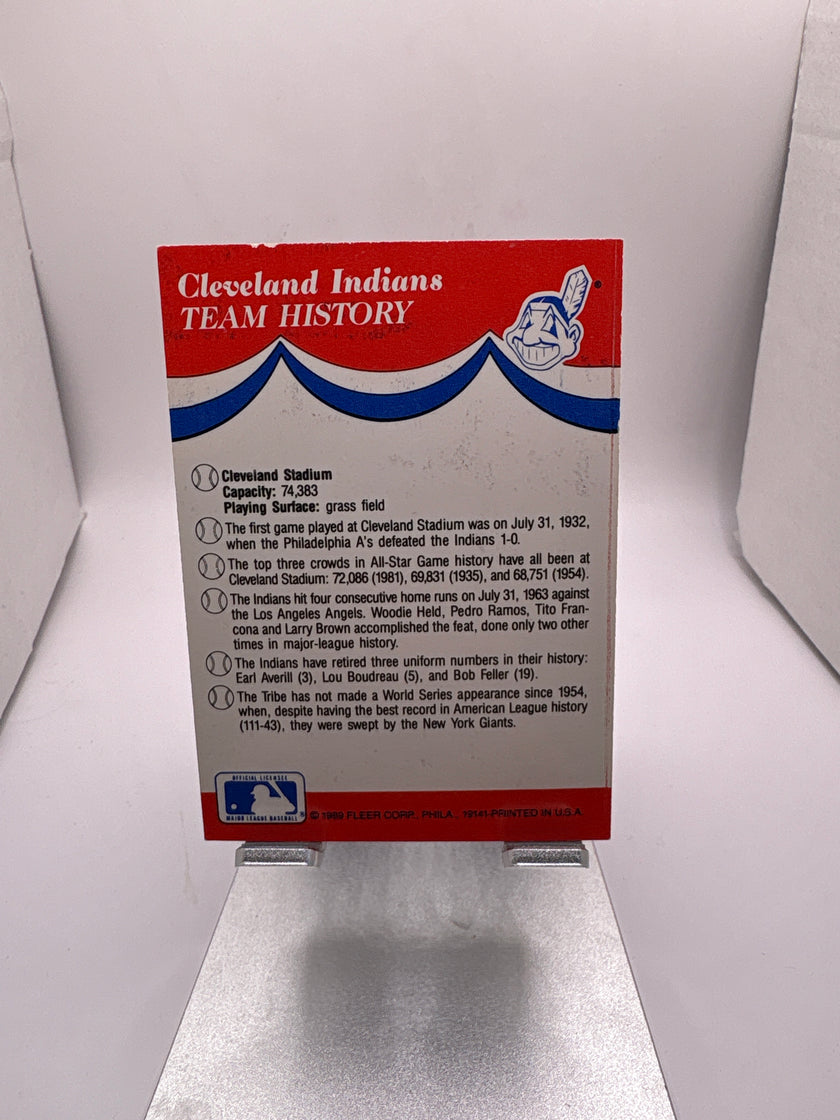 Cleveland Indians
TEAM HISTORY
®
Cleveland Stadium
Capacity: 74,383
Playing Surface: grass field
The first game played at Cleveland Stadium was on July 31, 1932,
when the Philadelphia A's defeated the Indians 1-0.
The top three crowds in All-Star Game history have all been at
Cleveland Stadium: 72,086 (1981), 69,831 (1935), and 68,751 (1954).
The Indians hit four consecutive home runs on July 31, 1963 against
the Los Angeles Angels. Woodie Held, Pedro Ramos, Tito Fran-
cona and Larry Brown accomplished the feat, done only two other
times in major-league history.
The Indians have retired three uniform numbers in their history:
Earl Averill (3), Lou Boudreau (5), and Bob Feller (19).
The Tribe has not made a World Series appearance since 1954,
when, despite having the best record in American League history
(111-43), they were swept by the New York Giants.
OFFICIAL LICENSEE
MAJOR LEAGUE BASEBALL ®
© 1989 FLEER CORP., PHILA., 19141-PRINTED IN U.S.A.